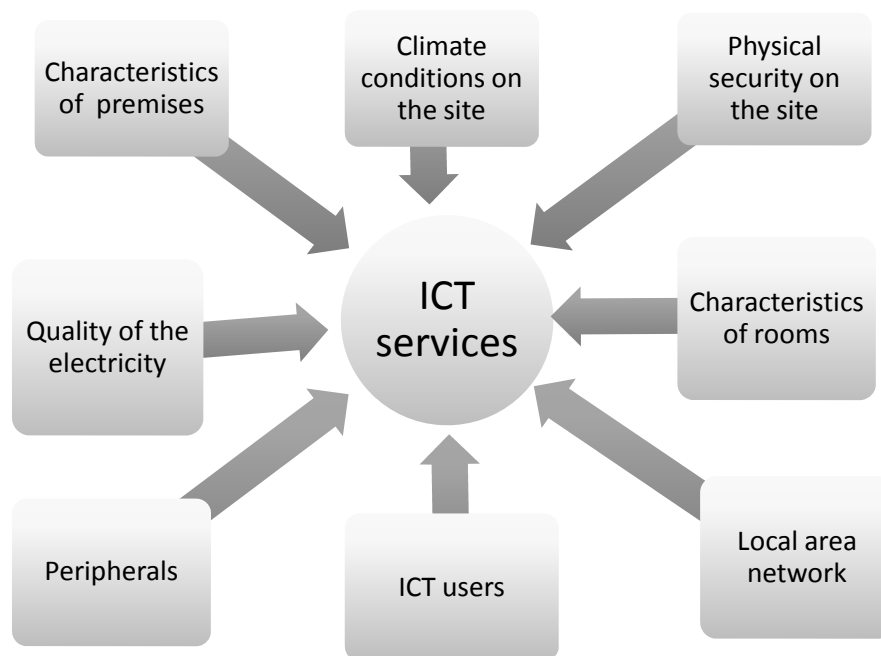 Characteristics
of premises
Climate
conditions on
the site
Physical
security on
the site
ICT
services
Quality of the
electricity
Characteristics
of rooms
Peripherals
ICT users
Local area
network